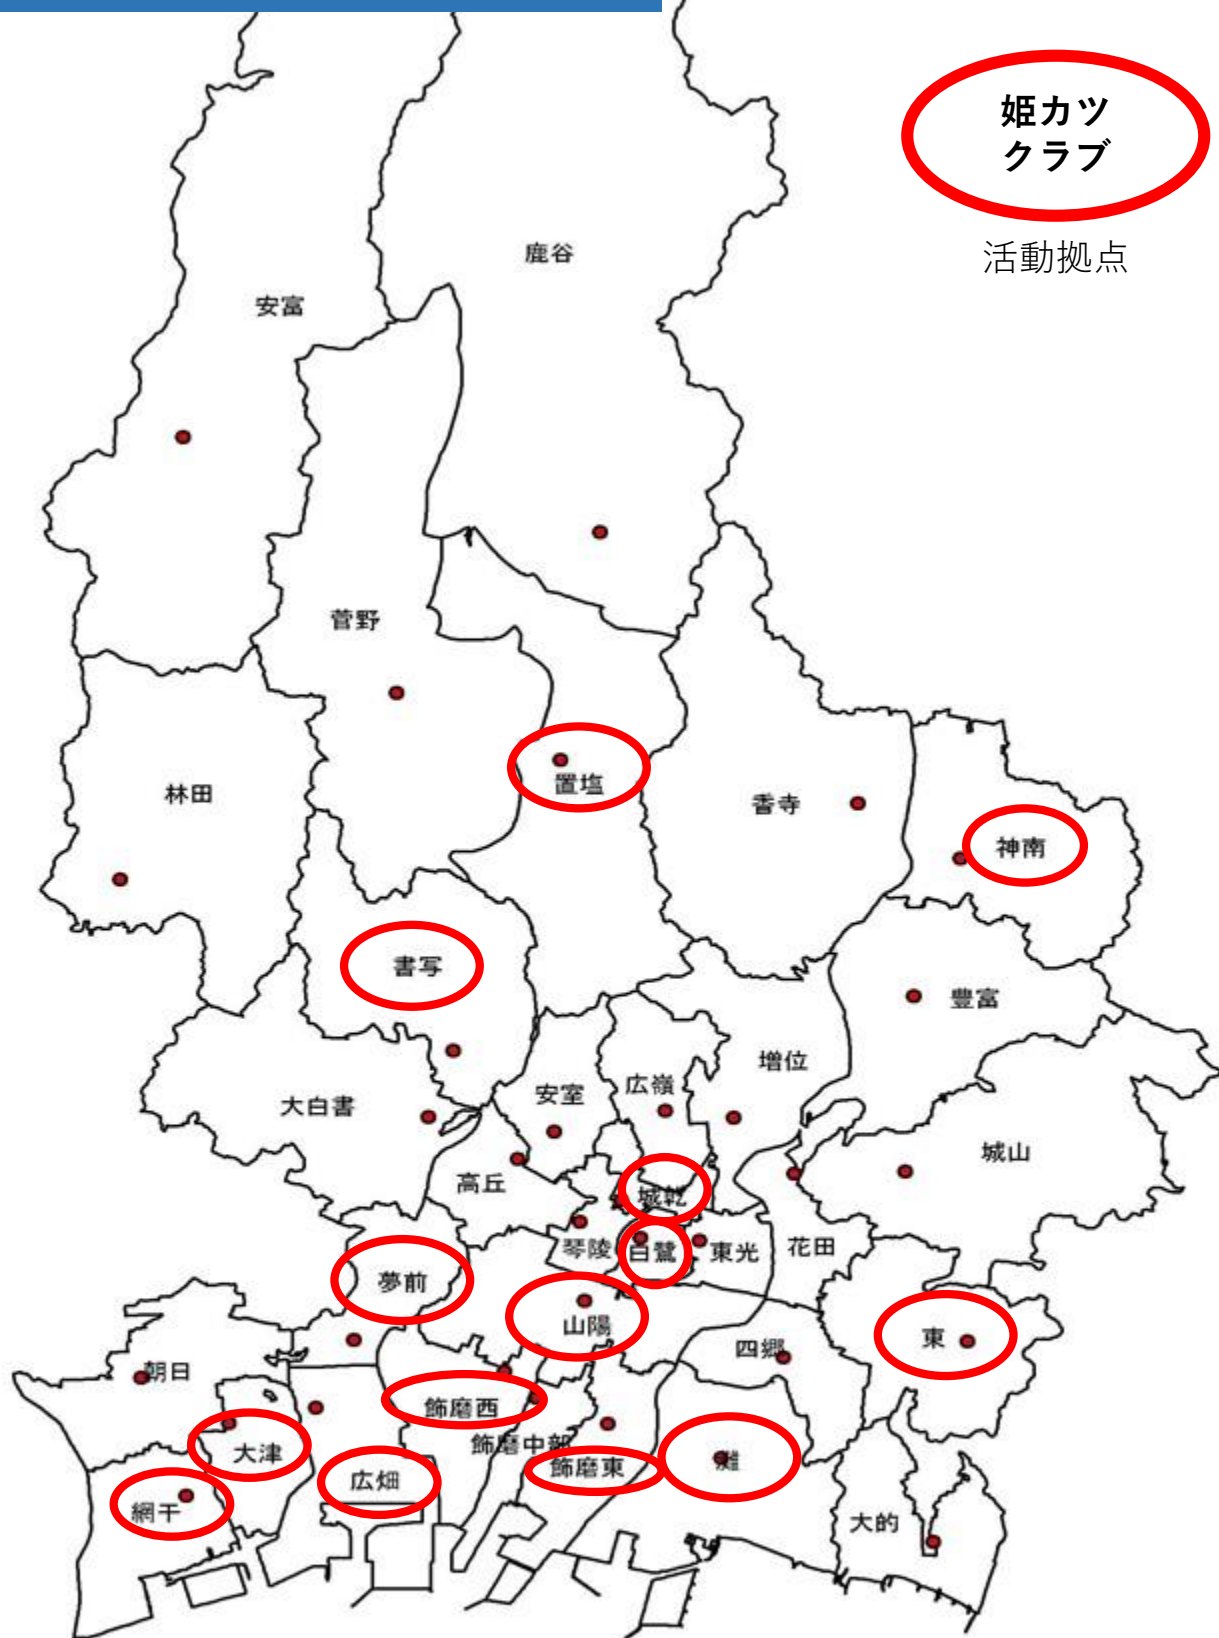 姫カツ
クラブ
活動拠点
鹿谷
安富
菅野
置塩
林田
香寺
神南
書写
豊富
増位
広嶺
安室
大白書
城山
高丘
城乾
琴陵
白鷺
東光
花田
夢前
山陽
東
四郷
朝日
飾磨西
飾磨中部
大津
灘
飾磨東
広畑
網干
大的